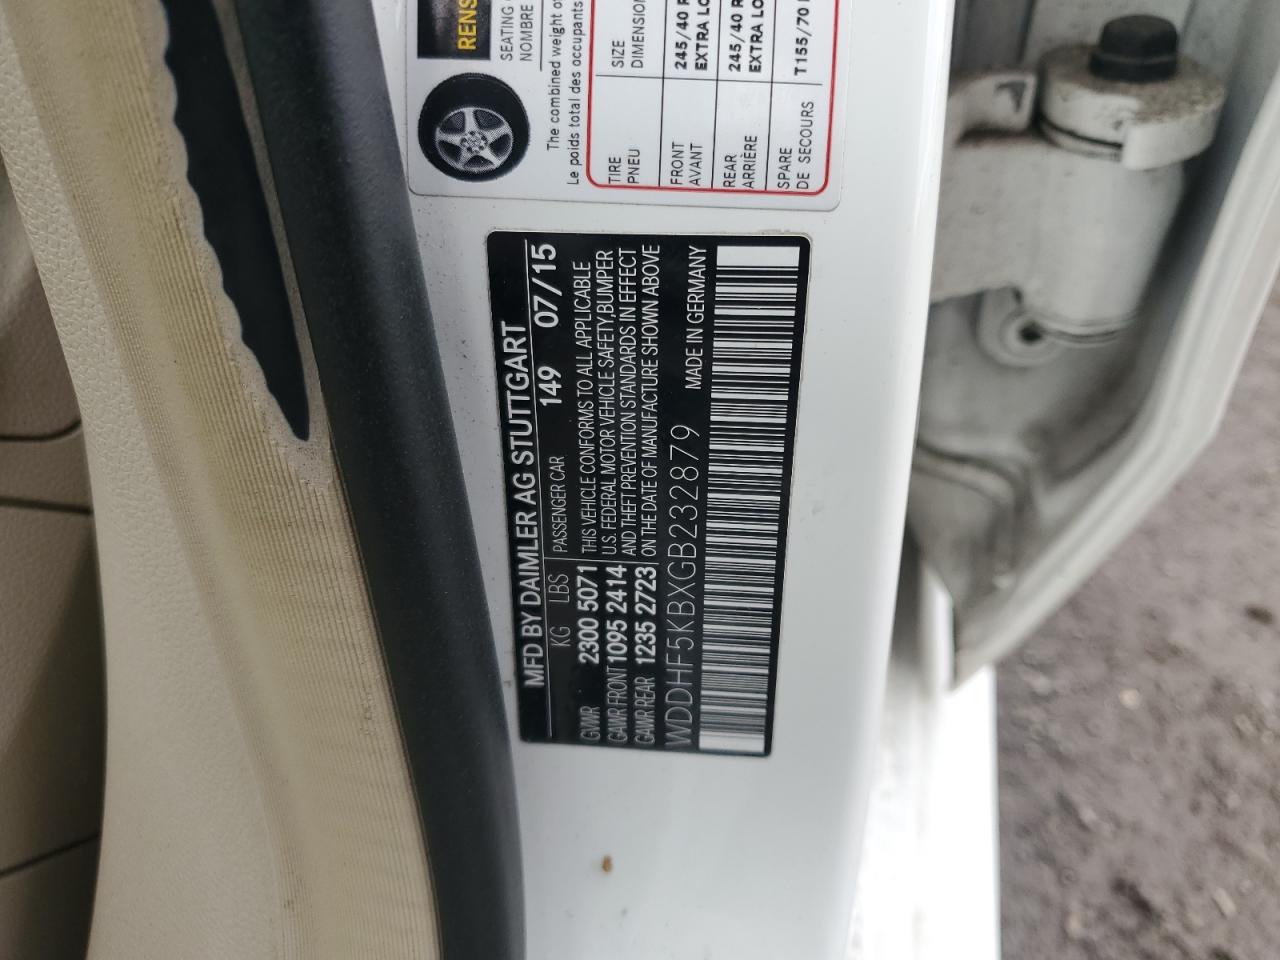 RENS
SEATING
NOMBRE
The combined weight of
Le poids total des occupants
TIRE SIZE
PNEU DIMENSION
FRONT 245/40 R
AVANT EXTRA LO
REAR 245/40 R
ARRIÈRE EXTRA LO
SPARE T155/70
DE SECOURS
MFD BY DAIMLER AG STUTTGART
KG LBS PASSENGER CAR 149 07/15
GVWR 2300 5071 THIS VEHICLE CONFORMS TO ALL APPLICABLE
GAWR FRONT 1095 2414 U.S. FEDERAL MOTOR VEHICLE SAFETY, BUMPER
GAWR REAR 1235 2723 AND THEFT PREVENTION STANDARDS IN EFFECT
ON THE DATE OF MANUFACTURE SHOWN ABOVE
WDDHF5KBXGB232879 MADE IN GERMANY